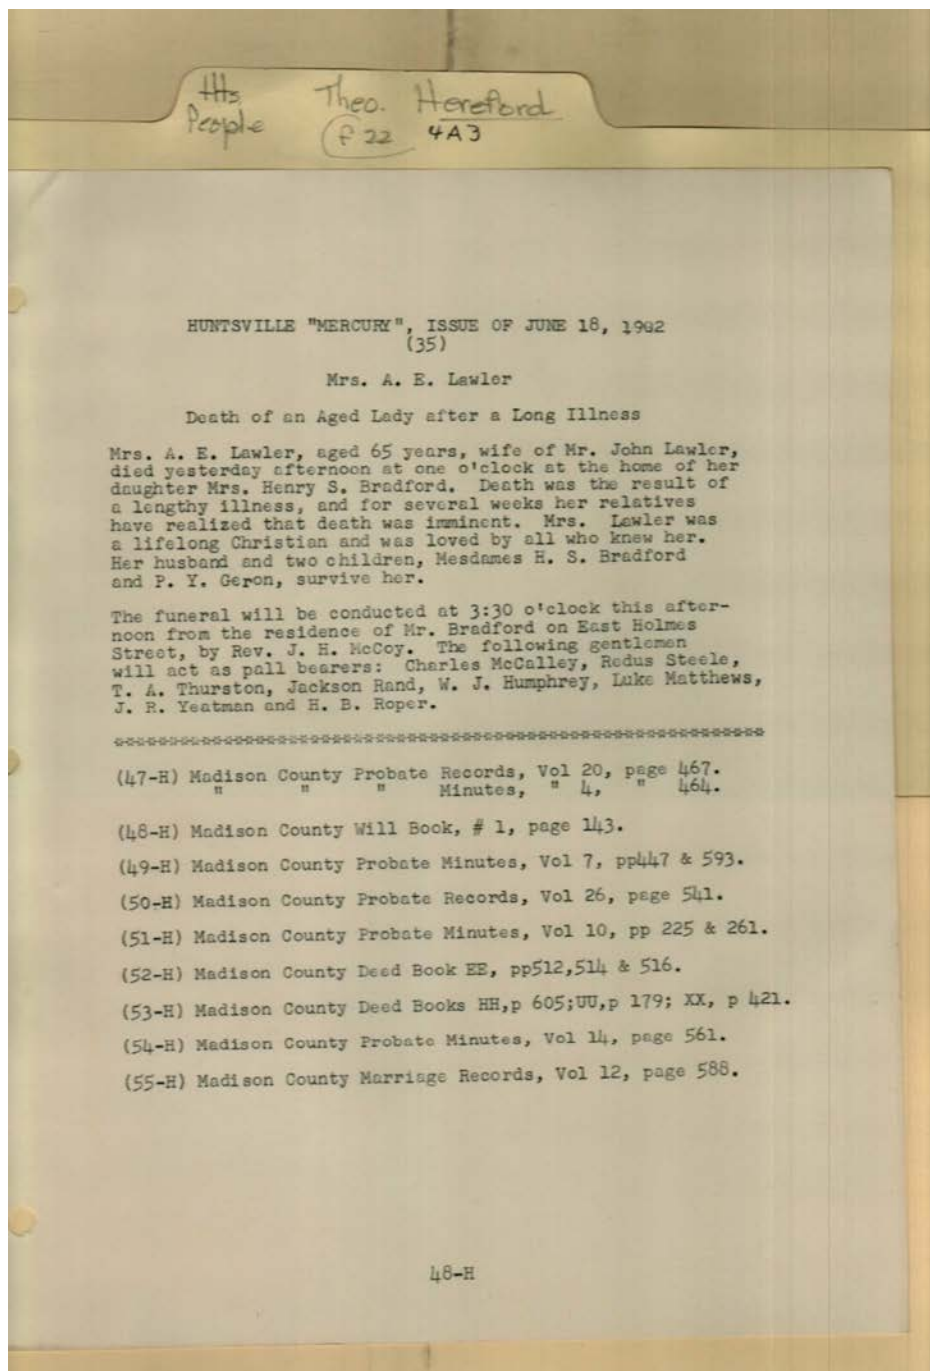 Hts Theo. Hereford
People f 22 4A3
HUNTSVILLE "MERCURY", ISSUE OF JUNE 18, 1902
(35)
Mrs. A. E. Lawler
Death of an Aged Lady after a Long Illness
Mrs. A. E. Lawler, aged 65 years, wife of Mr. John Lawler,
died yesterday afternoon at one o'clock at the home of her
daughter Mrs. Henry S. Bradford. Death was the result of
a lengthy illness, and for several weeks her relatives
have realized that death was imminent. Mrs. Lawler was
a lifelong Christian and was loved by all who knew her.
Her husband and two children, Mesdames H. S. Bradford
and P. Y. Geron, survive her.
The funeral will be conducted at 3:30 o'clock this after-
noon from the residence of Mr. Bradford on East Holmes
Street, by Rev. J. H. McCoy. The following gentlemen
will act as pall bearers: Charles McCalley, Redus Steele,
T. A. Thurston, Jackson Rand, W. J. Humphrey, Luke Matthews,
J. R. Yeatman and H. B. Roper.
(47-H) Madison County Probate Records, Vol 20, page 467.
" " " Minutes, " 4, " 464.
(48-H) Madison County Will Book, # 1, page 143.
(49-H) Madison County Probate Minutes, Vol 7, pp447 & 593.
(50-H) Madison County Probate Records, Vol 26, page 541.
(51-H) Madison County Probate Minutes, Vol 10, pp 225 & 261.
(52-H) Madison County Deed Book EE, pp512,514 & 516.
(53-H) Madison County Deed Books HH,p 605;UU,p 179; XX, p 421.
(54-H) Madison County Probate Minutes, Vol 14, page 561.
(55-H) Madison County Marriage Records, Vol 12, page 588.
48-H